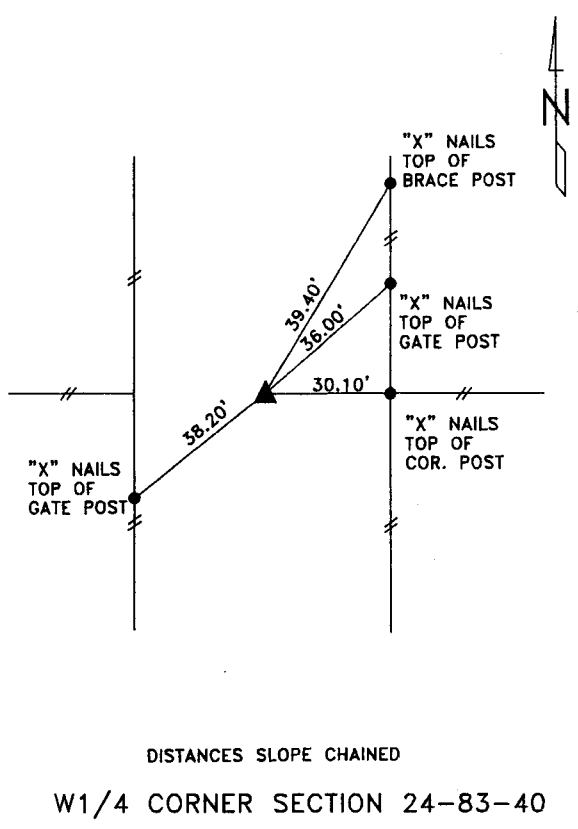 N
"X" NAILS
TOP OF
BRACE POST
39.40'
36.00'
"X" NAILS
TOP OF
GATE POST
30.10'
38.20'
"X" NAILS
TOP OF
COR. POST
"X" NAILS
TOP OF
GATE POST
DISTANCES SLOPE CHAINED
W1/4 CORNER SECTION 24-83-40